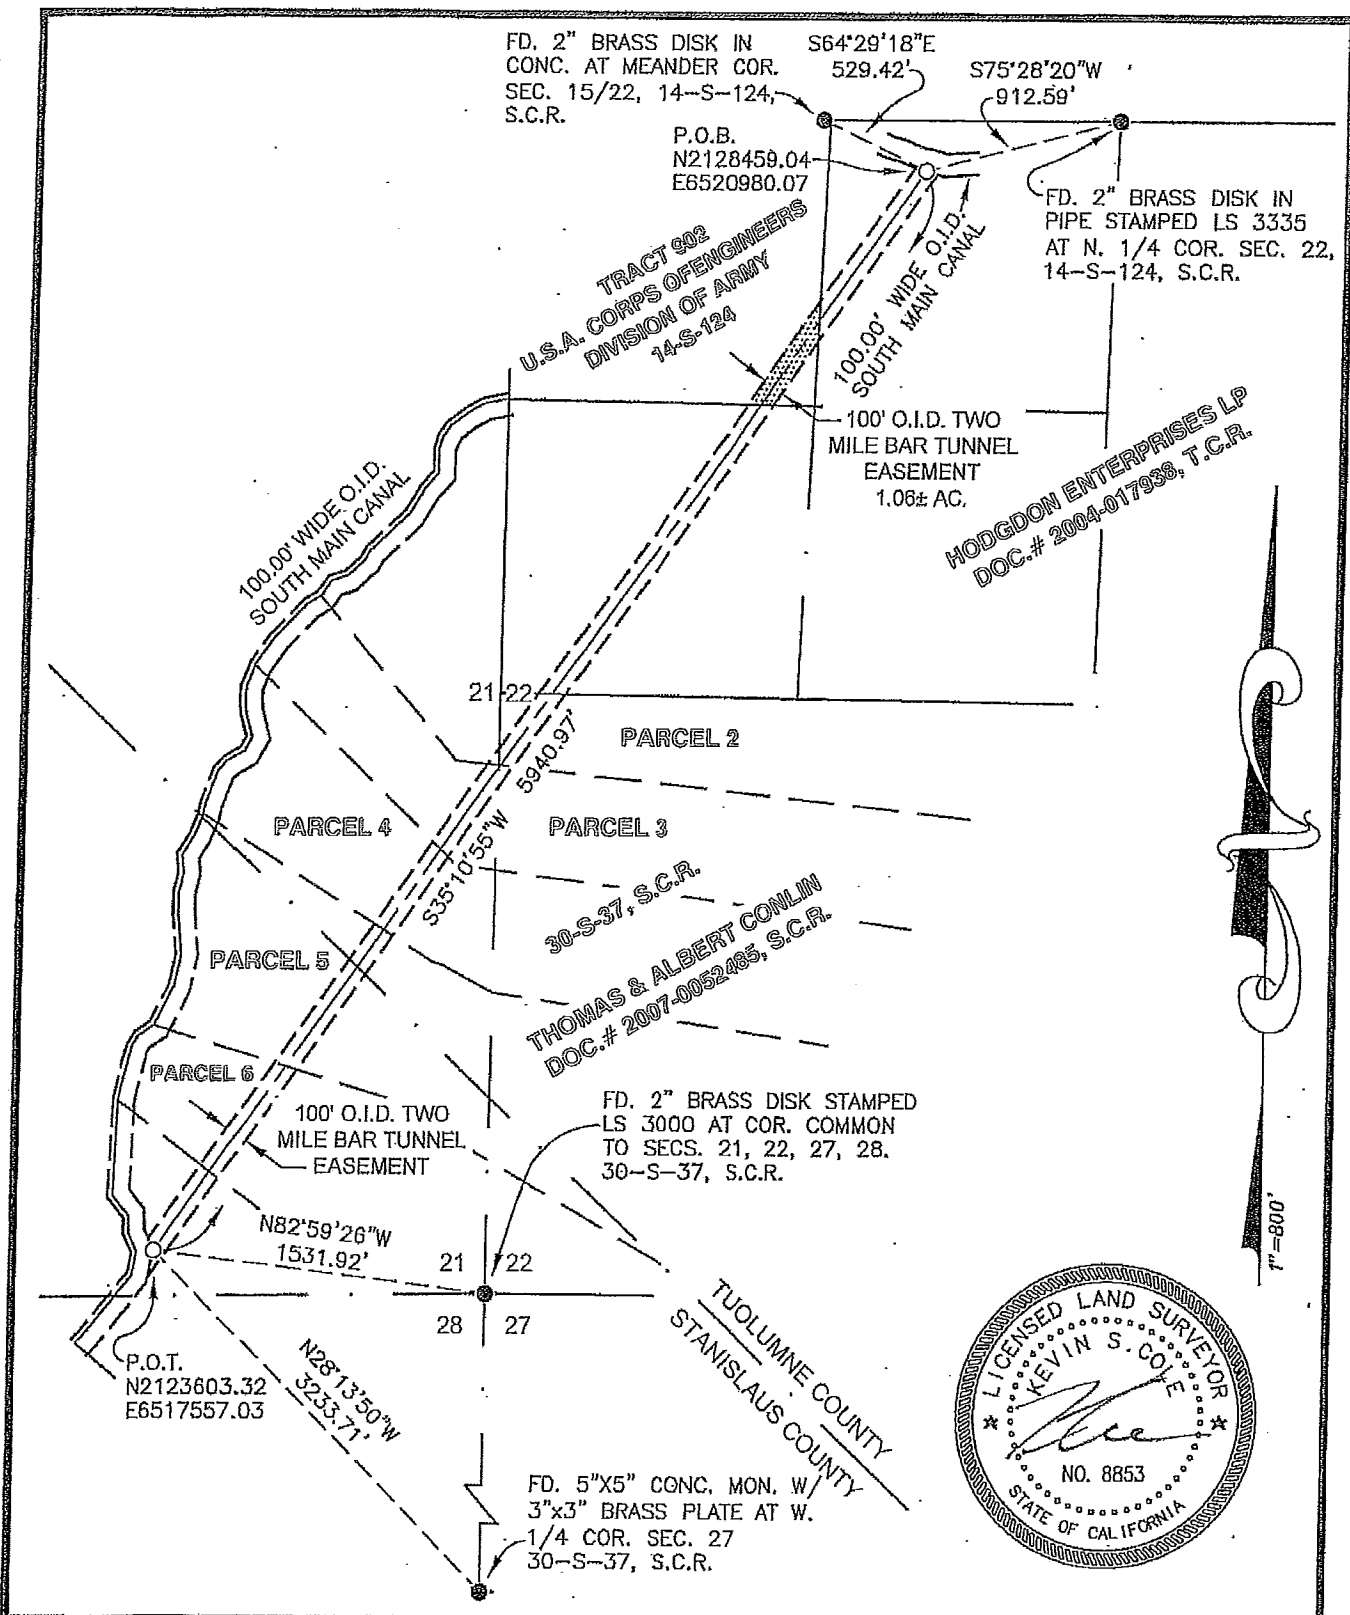 FD. 2" BRASS DISK IN
CONC. AT MEANDER COR.
SEC. 15/22, 14-S-124,
S.C.R.
S64°29'18"E
529.42'
S75°28'20"W
912.59'
P.O.B.
N2128459.04
E6520980.07
FD. 2" BRASS DISK IN
PIPE STAMPED LS 3335
AT N. 1/4 COR. SEC. 22,
14-S-124, S.C.R.
TRACT 902
U.S.A. CORPS OFENGINEERS
DIVISION OF ARMY
14-S-124
100.00' WIDE O.I.D.
SOUTH MAIN CANAL
100' O.I.D. TWO
MILE BAR TUNNEL
EASEMENT
1.06± AC.
HODGDON ENTERPRISES LP
DOC.# 2004-017938, T.C.R.
100.00' WIDE O.I.D.
SOUTH MAIN CANAL
21 22
PARCEL 2
5940.97'
S35°10'55"W
PARCEL 4
PARCEL 3
30-S-37, S.C.R.
THOMAS & ALBERT CONLIN
DOC.# 2007-0052485, S.C.R.
PARCEL 5
PARCEL 6
100' O.I.D. TWO
MILE BAR TUNNEL
EASEMENT
FD. 2" BRASS DISK STAMPED
LS 3000 AT COR. COMMON
TO SECS. 21, 22, 27, 28.
30-S-37, S.C.R.
N82°59'26"W
1531.92'
21 22
28 27
1"=800'
TUOLUMNE COUNTY
STANISLAUS COUNTY
P.O.T.
N2123603.32
E6517557.03
N28°13'50"W
3233.71'
FD. 5"X5" CONC. MON. W/
3"x3" BRASS PLATE AT W.
1/4 COR. SEC. 27
30-S-37, S.C.R.
LICENSED LAND SURVEYOR
KEVIN S. COLE
NO. 8853
STATE OF CALIFORNIA